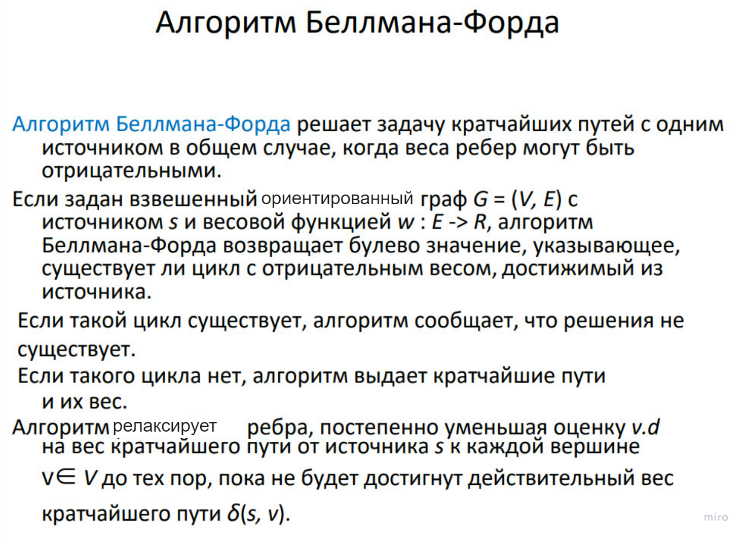 Алгоритм Беллмана-Форда
Алгоритм Беллмана-Форда решает задачу кратчайших путей с одним
источником в общем случае, когда веса ребер могут быть
отрицательными.
Если задан взвешенный ориентированный граф G = (V, E) с
источником s и весовой функцией w : E -> R, алгоритм
Беллмана-Форда возвращает булево значение, указывающее,
существует ли цикл с отрицательным весом, достижимый из
источника.
Если такой цикл существует, алгоритм сообщает, что решения не
существует.
Если такого цикла нет, алгоритм выдает кратчайшие пути
и их вес.
Алгоритм релаксирует ребра, постепенно уменьшая оценку v.d
на вес кратчайшего пути от источника s к каждой вершине
v∈ V до тех пор, пока не будет достигнут действительный вес
кратчайшего пути δ(s, v).
miro